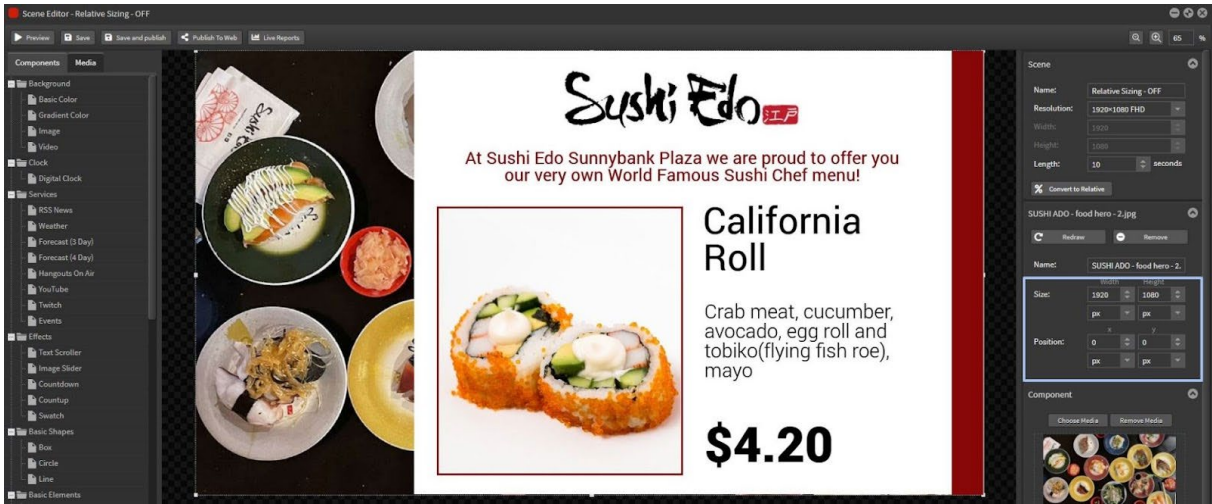 Scene Editor - Relative Sizing - OFF
Preview
Save
Save and publish
Publish To Web
Live Reports
65
%
Components
Media
Background
Basic Color
Gradient Color
Image
Video
Clock
Digital Clock
Services
RSS News
Weather
Forecast (3 Day)
Forecast (4 Day)
Hangouts On Air
YouTube
Twitch
Events
Effects
Text Scroller
Image Slider
Countdown
Countup
Swatch
Basic Shapes
Box
Circle
Line
Basic Elements
Sushi Edo
Sushi Edo 江戸
At Sushi Edo Sunnybank Plaza we are proud to offer you
our very own World Famous Sushi Chef menu!
California
Roll
Crab meat, cucumber,
avocado, egg roll and
tobiko(flying fish roe),
mayo
$4.20
Scene
Name:
Relative Sizing - OFF
Resolution:
1920×1080 FHD
Width:
1920
Height:
1080
Length:
10
seconds
Convert to Relative
SUSHI ADO - food hero - 2.jpg
Redraw
Remove
Name:
SUSHI ADO - food hero - 2.
Width
Height
Size:
1920
1080
px
px
x
y
Position:
0
0
px
px
Component
Choose Media
Remove Media